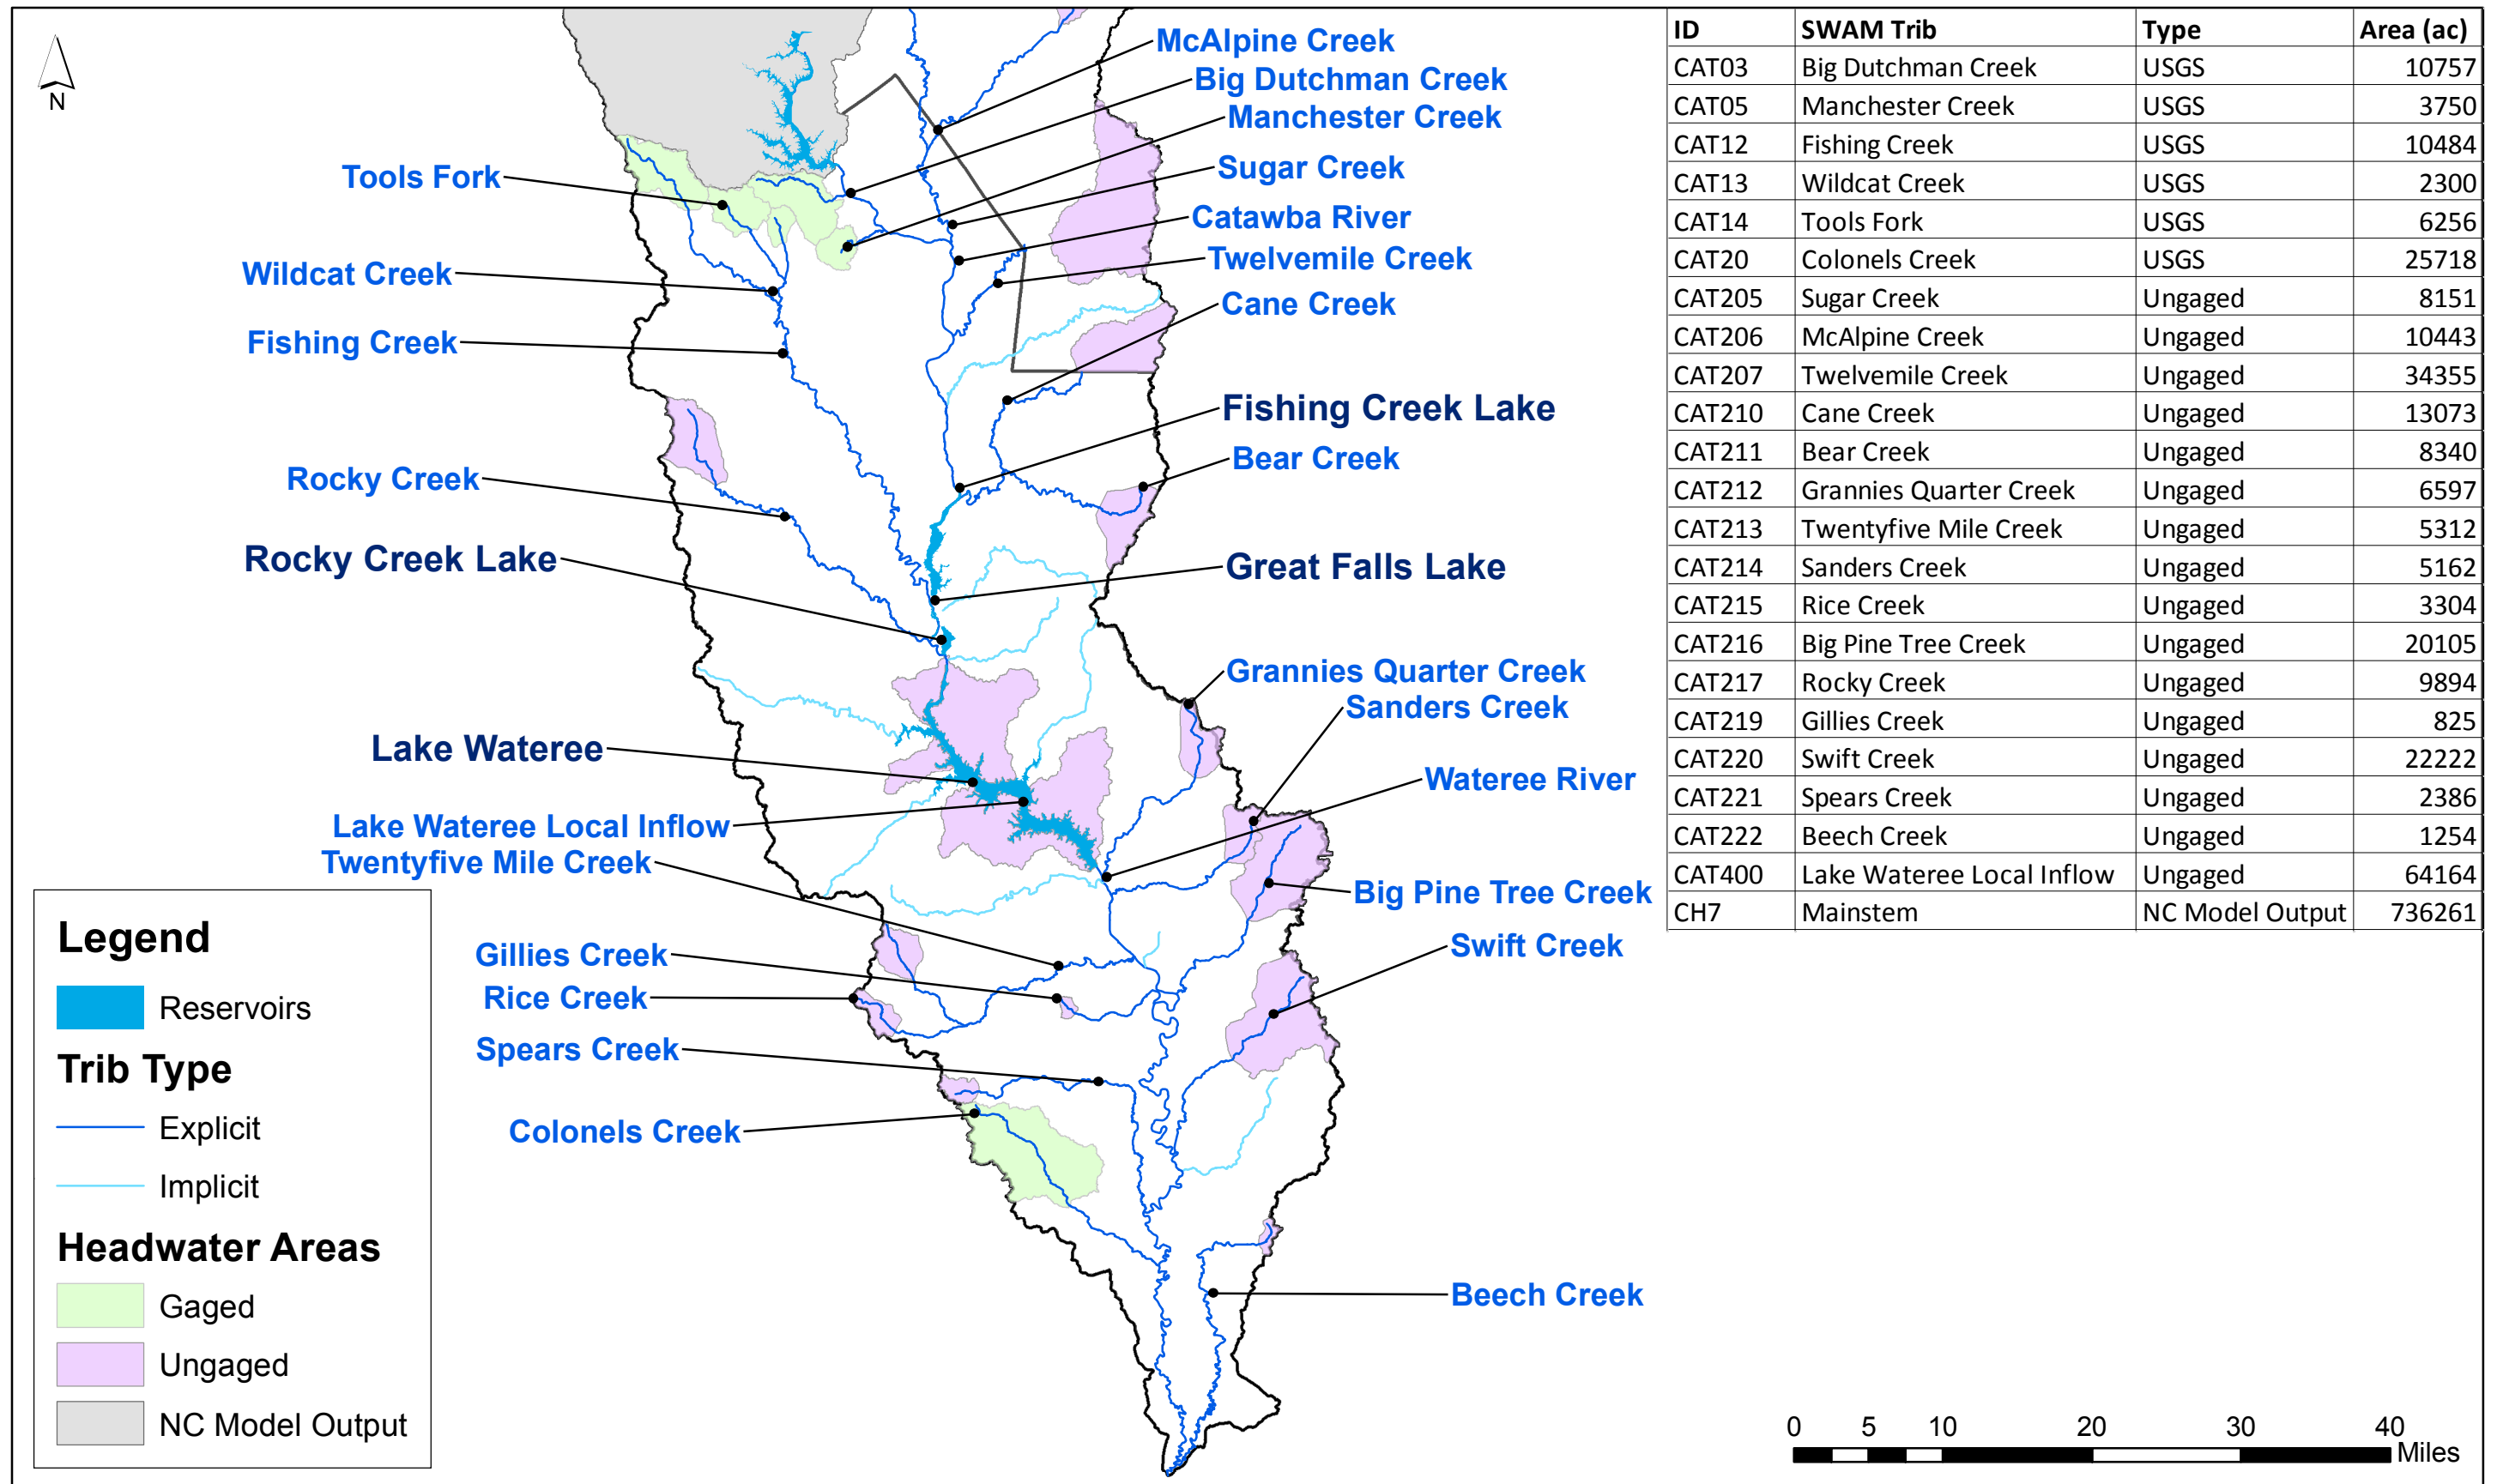 N
McAlpine Creek
Big Dutchman Creek
Manchester Creek
Tools Fork
Sugar Creek
Catawba River
Twelvemile Creek
Wildcat Creek
Cane Creek
Fishing Creek
Fishing Creek Lake
Bear Creek
Rocky Creek
Rocky Creek Lake
Great Falls Lake
Grannies Quarter Creek
Sanders Creek
Lake Wateree
Wateree River
Lake Wateree Local Inflow
Twentyfive Mile Creek
Big Pine Tree Creek
Gillies Creek
Swift Creek
Rice Creek
Spears Creek
Colonels Creek
Beech Creek
ID SWAM Trib Type Area (ac)
CAT03 Big Dutchman Creek USGS 10757
CAT05 Manchester Creek USGS 3750
CAT12 Fishing Creek USGS 10484
CAT13 Wildcat Creek USGS 2300
CAT14 Tools Fork USGS 6256
CAT20 Colonels Creek USGS 25718
CAT205 Sugar Creek Ungaged 8151
CAT206 McAlpine Creek Ungaged 10443
CAT207 Twelvemile Creek Ungaged 34355
CAT210 Cane Creek Ungaged 13073
CAT211 Bear Creek Ungaged 8340
CAT212 Grannies Quarter Creek Ungaged 6597
CAT213 Twentyfive Mile Creek Ungaged 5312
CAT214 Sanders Creek Ungaged 5162
CAT215 Rice Creek Ungaged 3304
CAT216 Big Pine Tree Creek Ungaged 20105
CAT217 Rocky Creek Ungaged 9894
CAT219 Gillies Creek Ungaged 825
CAT220 Swift Creek Ungaged 22222
CAT221 Spears Creek Ungaged 2386
CAT222 Beech Creek Ungaged 1254
CAT400 Lake Wateree Local Inflow Ungaged 64164
CH7 Mainstem NC Model Output 736261
Legend
Reservoirs
Trib Type
Explicit
Implicit
Headwater Areas
Gaged
Ungaged
NC Model Output
0 5 10 20 30 40
Miles